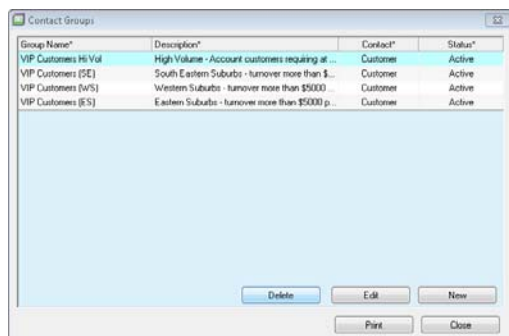 Contact Groups
Group Name* Description* Contact* Status*
VIP Customers Hi Vol High Volume - Account customers requiring at ... Customer Active
VIP Customers (SE) South Eastern Suburbs - turnover more than $... Customer Active
VIP Customers (WS) Western Suburbs - turnover more than $5000 ... Customer Active
VIP Customers (ES) Eastern Suburbs - turnover more than $5000 p... Customer Active
Delete Edit New
Print Close